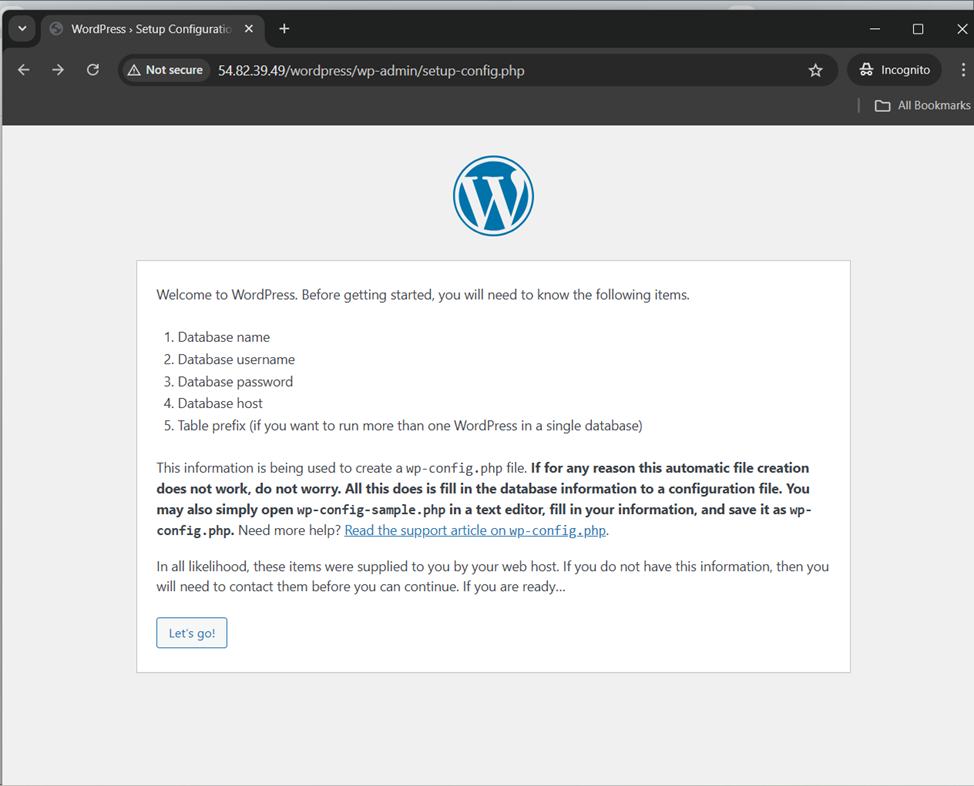 WordPress › Setup Configuratio
Not secure
54.82.39.49/wordpress/wp-admin/setup-config.php
Incognito
All Bookmarks
Welcome to WordPress. Before getting started, you will need to know the following items.
1. Database name
2. Database username
3. Database password
4. Database host
5. Table prefix (if you want to run more than one WordPress in a single database)
This information is being used to create a wp-config.php file. If for any reason this automatic file creation
does not work, do not worry. All this does is fill in the database information to a configuration file. You
may also simply open wp-config-sample.php in a text editor, fill in your information, and save it as wp-
config.php. Need more help? Read the support article on wp-config.php.
In all likelihood, these items were supplied to you by your web host. If you do not have this information, then you
will need to contact them before you can continue. If you are ready…
Let's go!